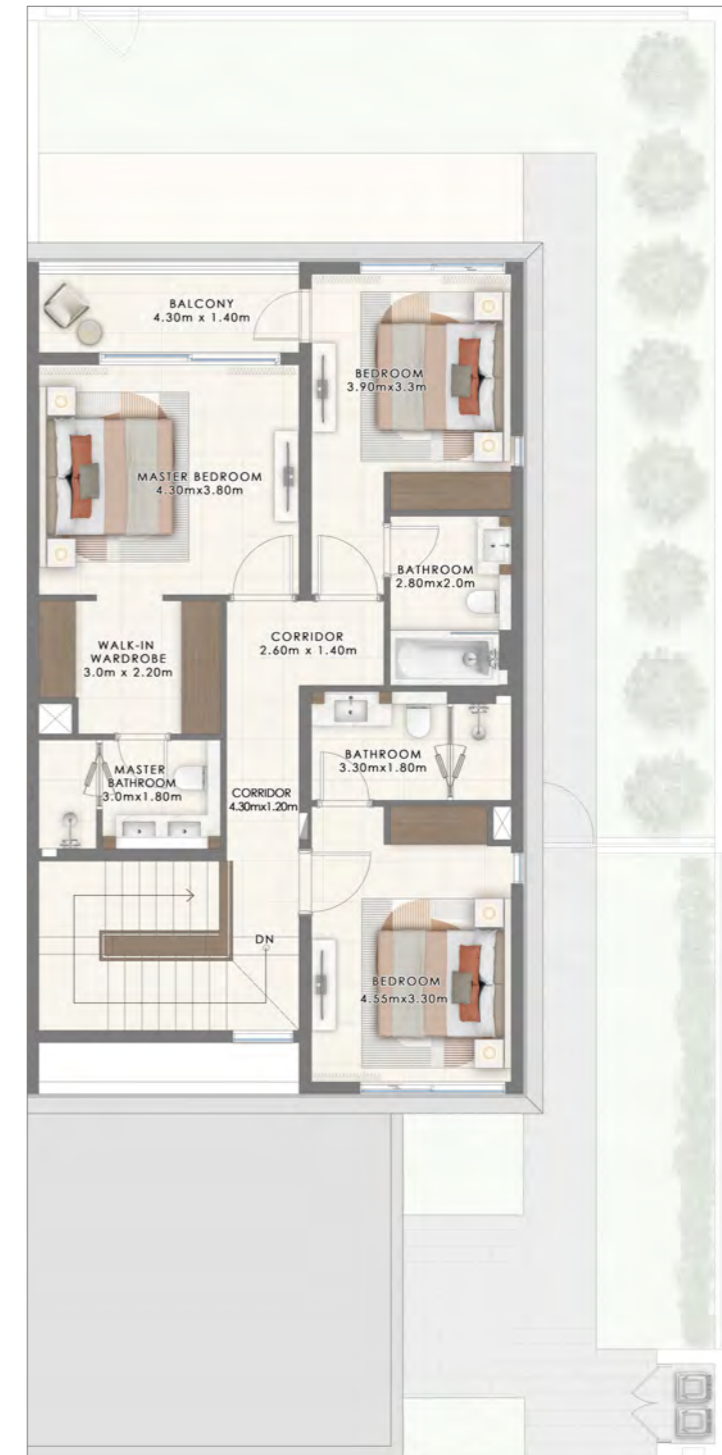 BALCONY
4.30m x 1.40m
BEDROOM
3.90mx3.3m
MASTER BEDROOM
4.30mx3.80m
BATHROOM
2.80mx2.0m
CORRIDOR
2.60m x 1.40m
WALK-IN
WARDROBE
3.0m x 2.20m
BATHROOM
3.30mx1.80m
MASTER
BATHROOM
3.0mx1.80m
CORRIDOR
4.30mx1.20m
DN
BEDROOM
4.55mx3.30m